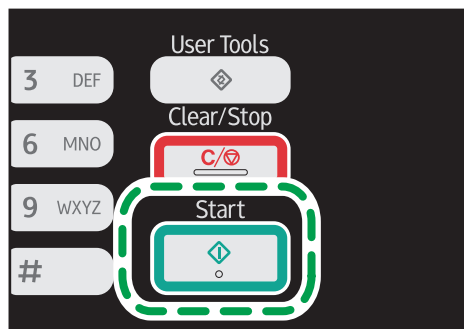 User Tools
3 DEF
Clear/Stop
6 MNO
C/
9 WXYZ
Start
#